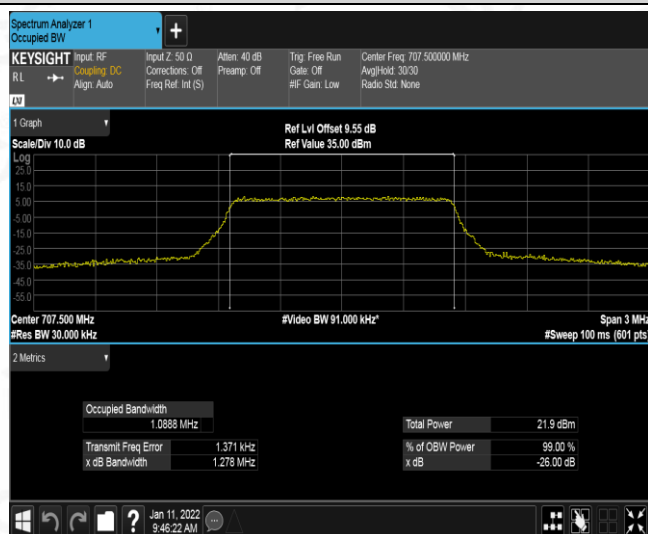 Spectrum Analyzer 1
Occupied BW
+
KEYSIGHT
RL
LXI
Input: RF
Coupling: DC
Align: Auto
Input Z: 50 Ω
Corrections: Off
Freq Ref: Int (S)
Atten: 40 dB
Preamp: Off
Trig: Free Run
Gate: Off
#IF Gain: Low
Center Freq: 707.500000 MHz
Avg|Hold: 30/30
Radio Std: None
1 Graph
Scale/Div 10.0 dB
Ref Lvl Offset 9.55 dB
Ref Value 35.00 dBm
Log
25.0
15.0
5.00
-5.00
-15.0
-25.0
-35.0
-45.0
-55.0
Center 707.500 MHz
#Res BW 30.000 kHz
#Video BW 91.000 kHz*
Span 3 MHz
#Sweep 100 ms (601 pts)
2 Metrics
Occupied Bandwidth
1.0888 MHz
Transmit Freq Error 1.371 kHz
x dB Bandwidth 1.278 MHz
Total Power 21.9 dBm
% of OBW Power 99.00 %
x dB -26.00 dB
?
Jan 11, 2022
9:46:22 AM